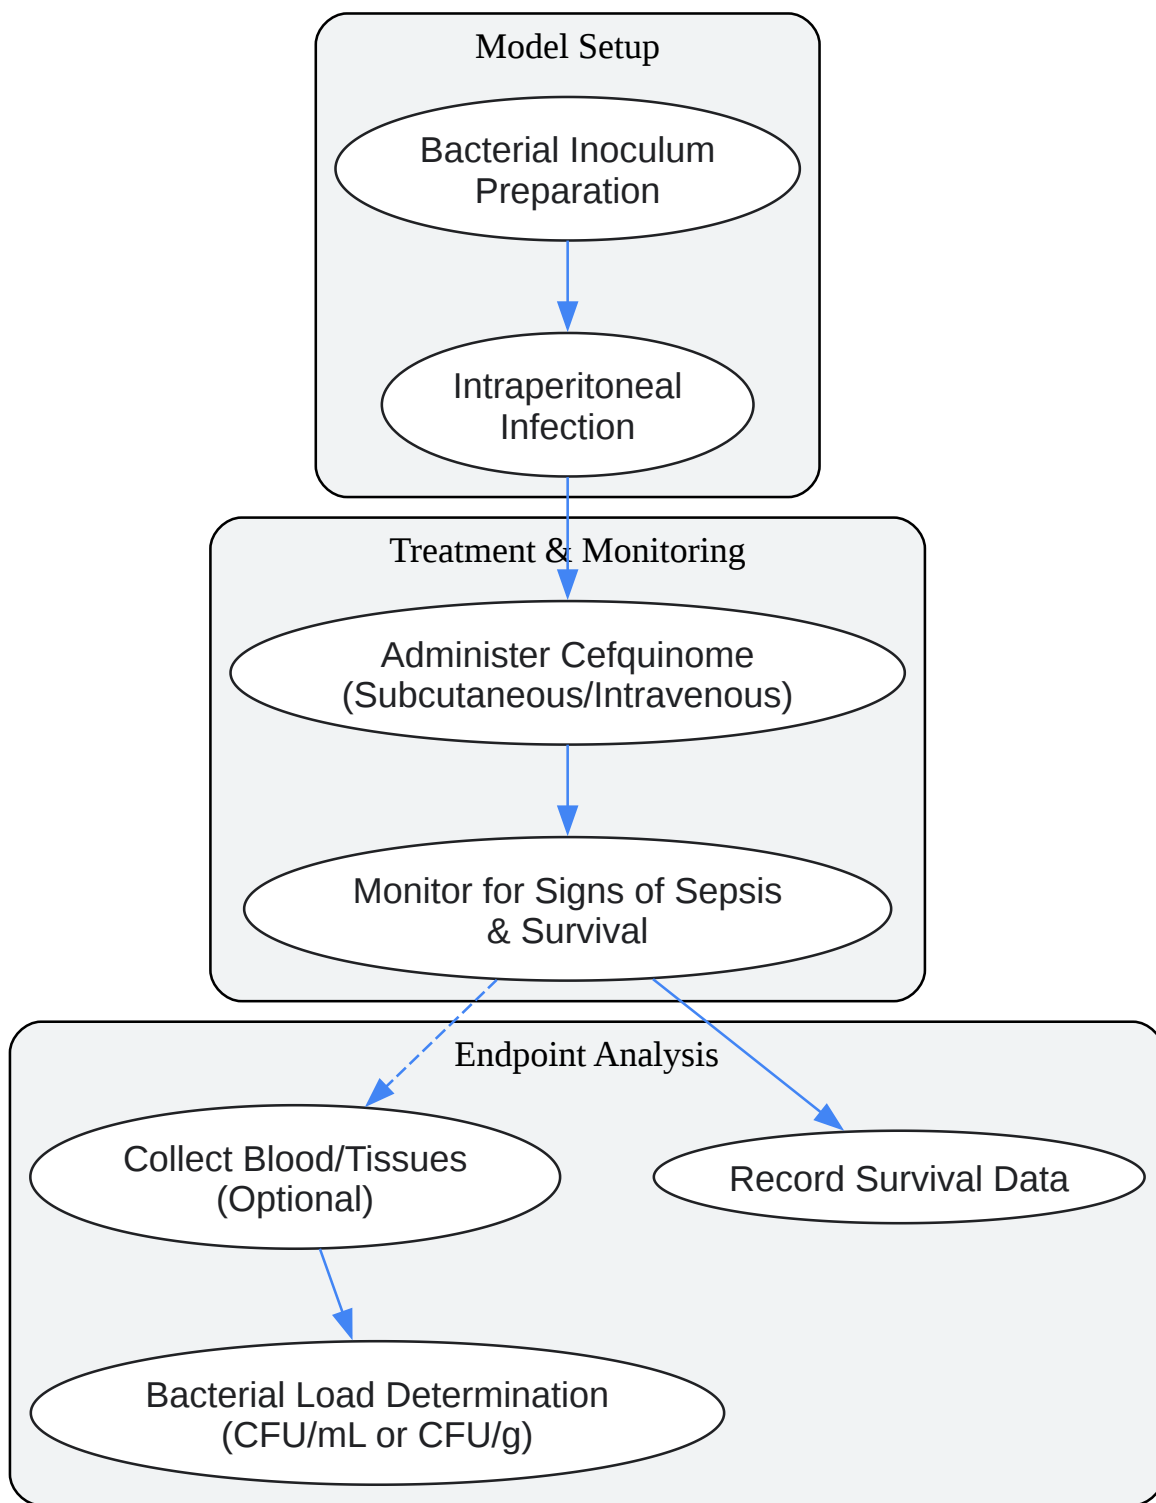 Model Setup
Bacterial Inoculum
Preparation
Intraperitoneal
Infection
Treatment & Monitoring
Administer Cefquinome
(Subcutaneous/Intravenous)
Monitor for Signs of Sepsis
& Survival
Endpoint Analysis
Collect Blood/Tissues
(Optional)
Record Survival Data
Bacterial Load Determination
(CFU/mL or CFU/g)